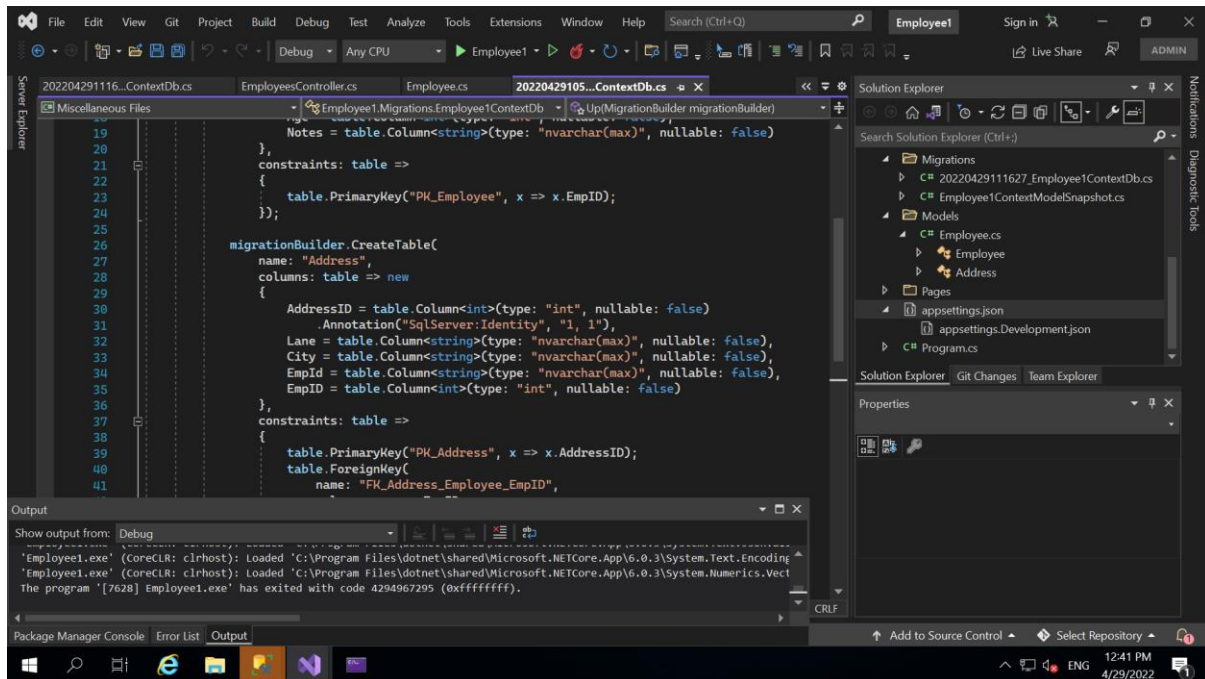 File Edit View Git Project Build Debug Test Analyze Tools Extensions Window Help Search (Ctrl+Q) Employee1 Sign in
Debug Any CPU Employee1 Live Share ADMIN
202204291116...ContextDb.cs EmployeesController.cs Employee.cs 20220429105...ContextDb.cs
Miscellaneous Files Employee1.Migrations.Employee1ContextDb Up(MigrationBuilder migrationBuilder)
19 Notes = table.Column<string>(type: "nvarchar(max)", nullable: false)
20 },
21 constraints: table =>
22 {
23 table.PrimaryKey("PK_Employee", x => x.EmpID);
24 });
25
26 migrationBuilder.CreateTable(
27 name: "Address",
28 columns: table => new
29 {
30 AddressID = table.Column<int>(type: "int", nullable: false)
31 .Annotation("SqlServer:Identity", "1, 1"),
32 Lane = table.Column<string>(type: "nvarchar(max)", nullable: false),
33 City = table.Column<string>(type: "nvarchar(max)", nullable: false),
34 EmpId = table.Column<string>(type: "nvarchar(max)", nullable: false),
35 EmpID = table.Column<int>(type: "int", nullable: false)
36 },
37 constraints: table =>
38 {
39 table.PrimaryKey("PK_Address", x => x.AddressID);
40 table.ForeignKey(
41 name: "FK_Address_Employee_EmpID",
CRLF
Server Explorer
Output
Show output from: Debug
'Employee1.exe' (CoreCLR: clrhost): Loaded 'C:\Program Files\dotnet\shared\Microsoft.NETCore.App\6.0.3\System.Text.Encoding
'Employee1.exe' (CoreCLR: clrhost): Loaded 'C:\Program Files\dotnet\shared\Microsoft.NETCore.App\6.0.3\System.Numerics.Vect
The program '[7628] Employee1.exe' has exited with code 4294967295 (0xffffffff).
Package Manager Console Error List Output
Solution Explorer
Search Solution Explorer (Ctrl+;)
Migrations
C# 20220429111627_Employee1ContextDb.cs
C# Employee1ContextModelSnapshot.cs
Models
C# Employee.cs
Employee
Address
Pages
appsettings.json
appsettings.Development.json
C# Program.cs
Solution Explorer Git Changes Team Explorer
Properties
Notifications
Diagnostic Tools
Add to Source Control Select Repository
ENG 12:41 PM
4/29/2022